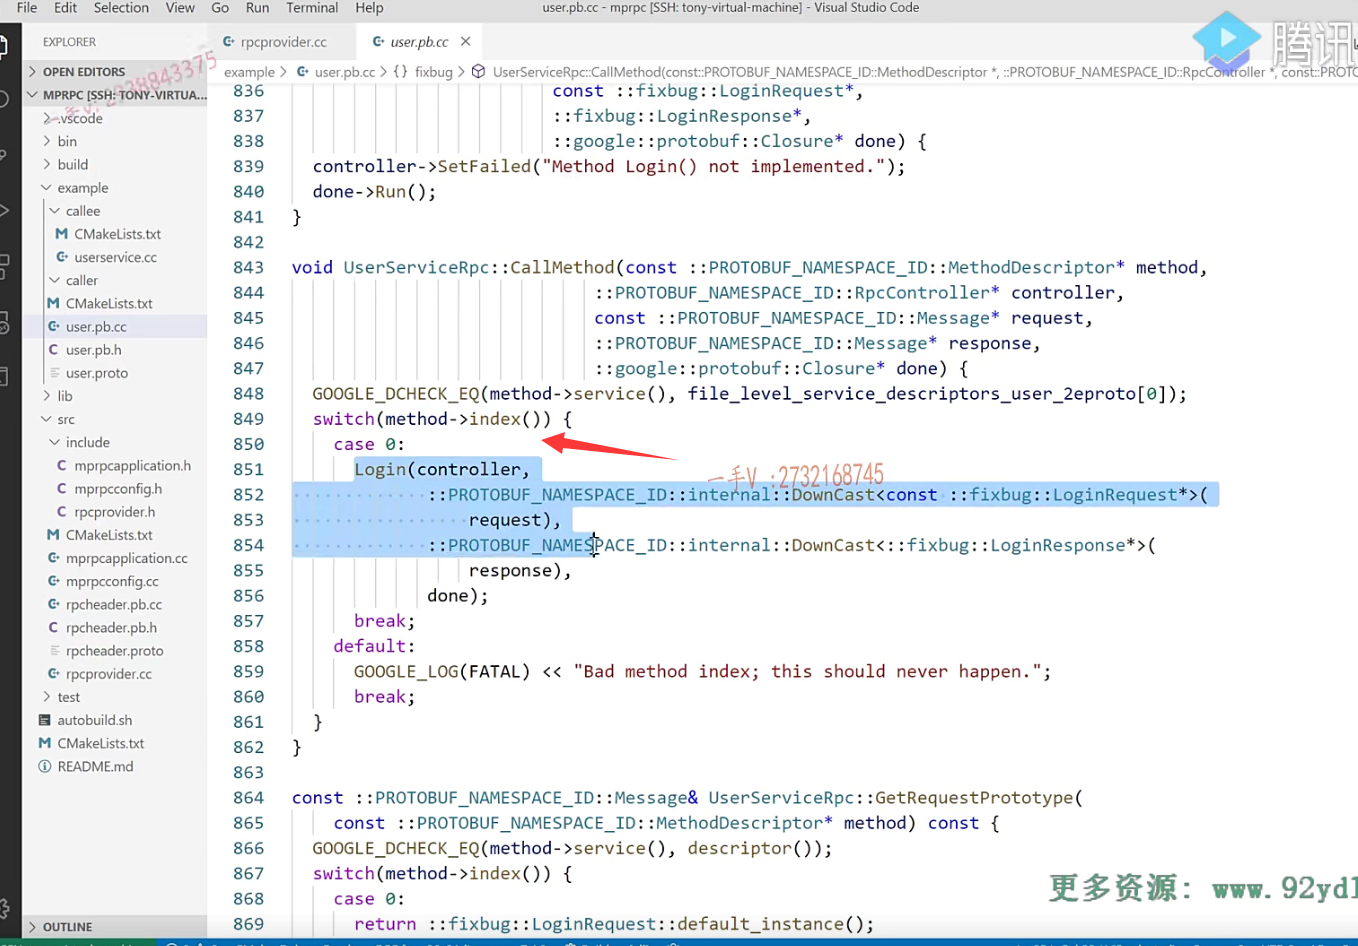 File Edit Selection View Go Run Terminal Help
user.pb.cc - mprpc [SSH: tony-virtual-machine] - Visual Studio Code
EXPLORER
rpcprovider.cc
user.pb.cc
腾讯
OPEN EDITORS
MPRPC [SSH: TONY-VIRTUA...
example > user.pb.cc > {} fixbug > UserServiceRpc::CallMethod(const::PROTOBUF_NAMESPACE_ID::MethodDescriptor *, ::PROTOBUF_NAMESPACE_ID::RpcController *, const::PROTO
.vscode
bin
build
example
callee
CMakeLists.txt
userservice.cc
caller
CMakeLists.txt
user.pb.cc
user.pb.h
user.proto
lib
src
include
mprpcapplication.h
mprpcconfig.h
rpcprovider.h
CMakeLists.txt
mprpcapplication.cc
mprpcconfig.cc
rpcheader.pb.cc
rpcheader.pb.h
rpcheader.proto
rpcprovider.cc
test
autobuild.sh
CMakeLists.txt
README.md
OUTLINE
836 const ::fixbug::LoginRequest*,
837 ::fixbug::LoginResponse*,
838 ::google::protobuf::Closure* done) {
839 controller->SetFailed("Method Login() not implemented.");
840 done->Run();
841 }
842
843 void UserServiceRpc::CallMethod(const ::PROTOBUF_NAMESPACE_ID::MethodDescriptor* method,
844 ::PROTOBUF_NAMESPACE_ID::RpcController* controller,
845 const ::PROTOBUF_NAMESPACE_ID::Message* request,
846 ::PROTOBUF_NAMESPACE_ID::Message* response,
847 ::google::protobuf::Closure* done) {
848 GOOGLE_DCHECK_EQ(method->service(), file_level_service_descriptors_user_2eproto[0]);
849 switch(method->index()) {
850 case 0:
851 Login(controller,
一手V :2732168745
852 ::PROTOBUF_NAMESPACE_ID::internal::DownCast<const ::fixbug::LoginRequest*>(
853 request),
854 ::PROTOBUF_NAMESPACE_ID::internal::DownCast<::fixbug::LoginResponse*>(
855 response),
856 done);
857 break;
858 default:
859 GOOGLE_LOG(FATAL) << "Bad method index; this should never happen.";
860 break;
861 }
862 }
863
864 const ::PROTOBUF_NAMESPACE_ID::Message& UserServiceRpc::GetRequestPrototype(
865 const ::PROTOBUF_NAMESPACE_ID::MethodDescriptor* method) const {
866 GOOGLE_DCHECK_EQ(method->service(), descriptor());
867 switch(method->index()) {
868 case 0:
869 return ::fixbug::LoginRequest::default_instance();
更多资源: www.92yd1